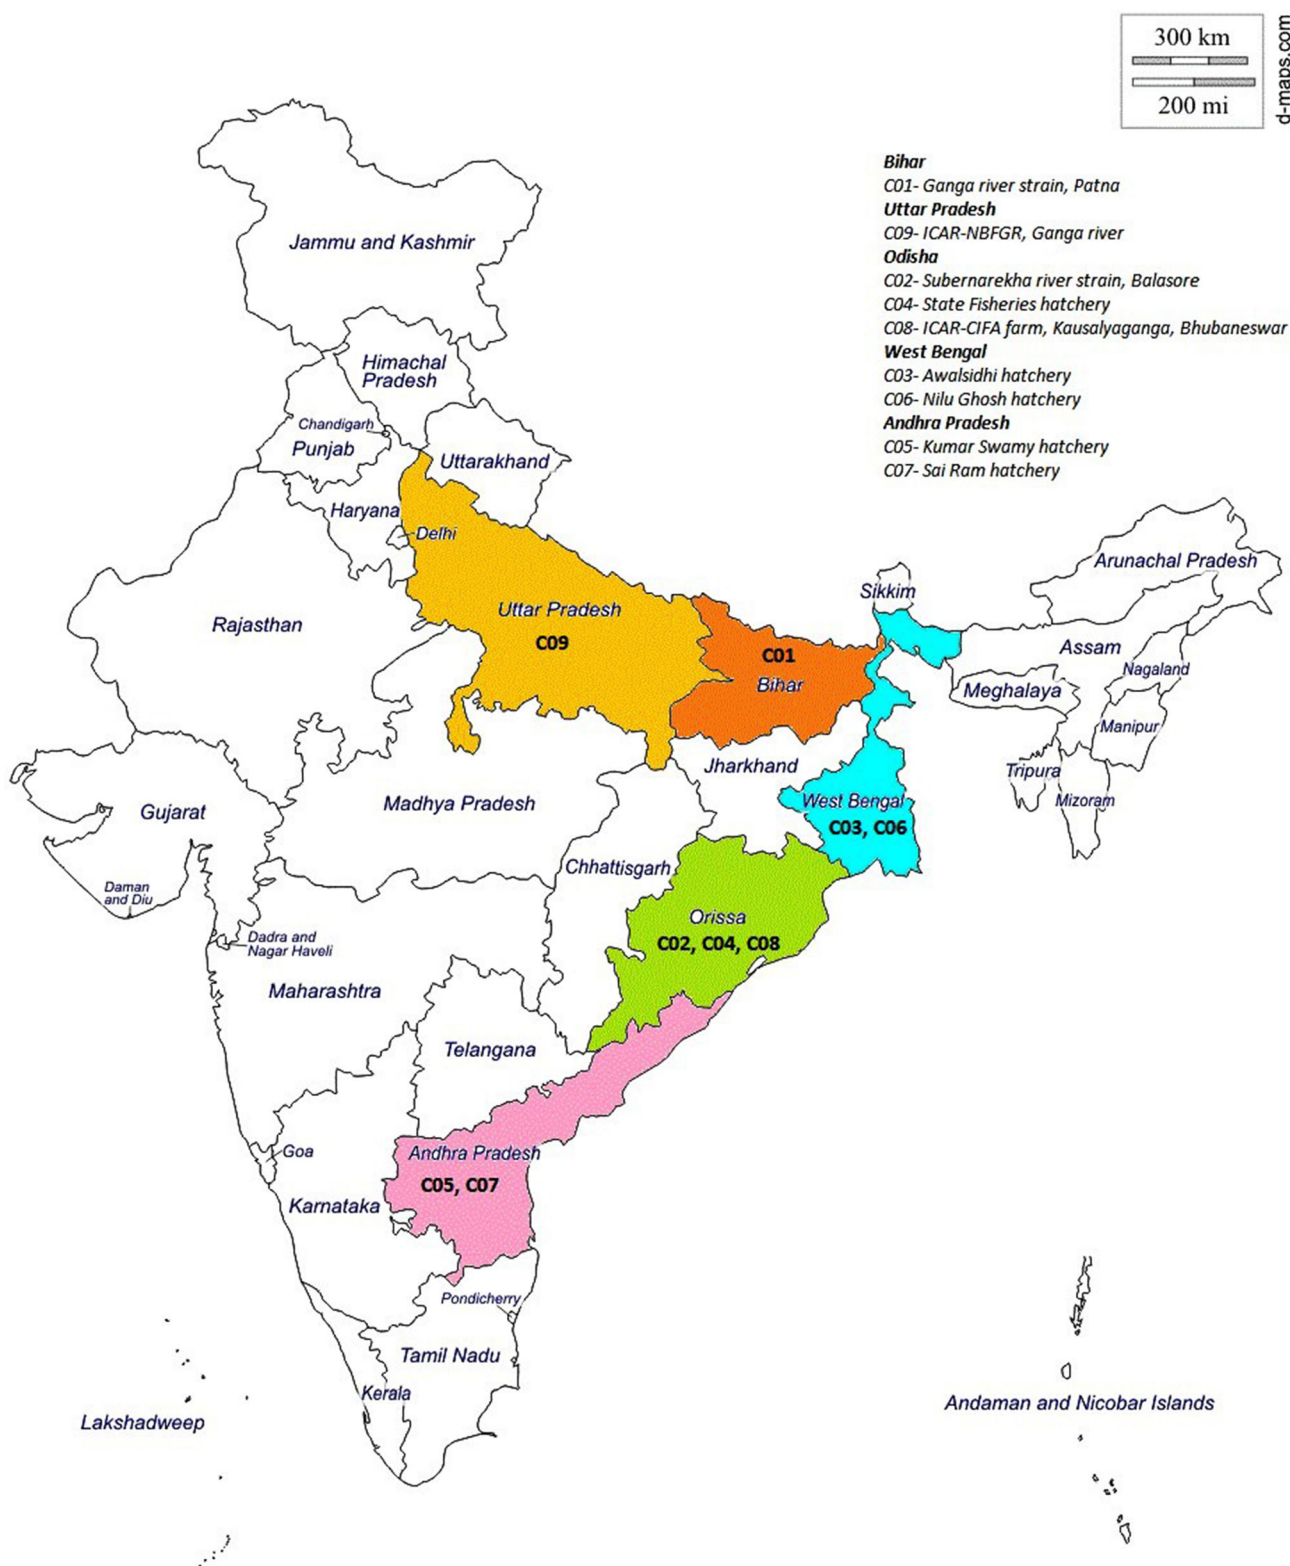 300 km
200 mi
d-maps.com
Bihar
C01- Ganga river strain, Patna
Uttar Pradesh
C09- ICAR-NBFGR, Ganga river
Odisha
C02- Subernarekha river strain, Balasore
C04- State Fisheries hatchery
C08- ICAR-CIFA farm, Kausalyaganga, Bhubaneswar
West Bengal
C03- Awalsidhi hatchery
C06- Nilu Ghosh hatchery
Andhra Pradesh
C05- Kumar Swamy hatchery
C07- Sai Ram hatchery
Jammu and Kashmir
Himachal
Pradesh
Chandigarh
Punjab
Uttarakhand
Haryana
Delhi
Arunachal Pradesh
Sikkim
Uttar Pradesh
C09
Rajasthan
Assam
C01
Bihar
Nagaland
Meghalaya
Manipur
Jharkhand
Tripura
Mizoram
Madhya Pradesh
West Bengal
C03, C06
Gujarat
Chhattisgarh
Daman
and Diu
Orissa
C02, C04, C08
Dadra and
Nagar Haveli
Maharashtra
Telangana
Goa
Andhra Pradesh
C05, C07
Karnataka
Pondicherry
Tamil Nadu
Kerala
Lakshadweep
Andaman and Nicobar Islands